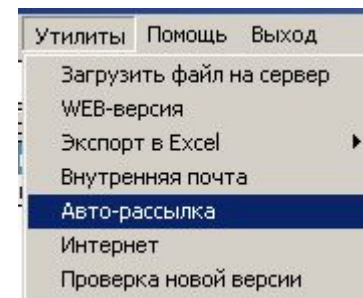 Утилиты Помощь Выход
Загрузить файл на сервер
WEB-версия
Экспорт в Excel
Внутренняя почта
Авто-рассылка
Интернет
Проверка новой версии